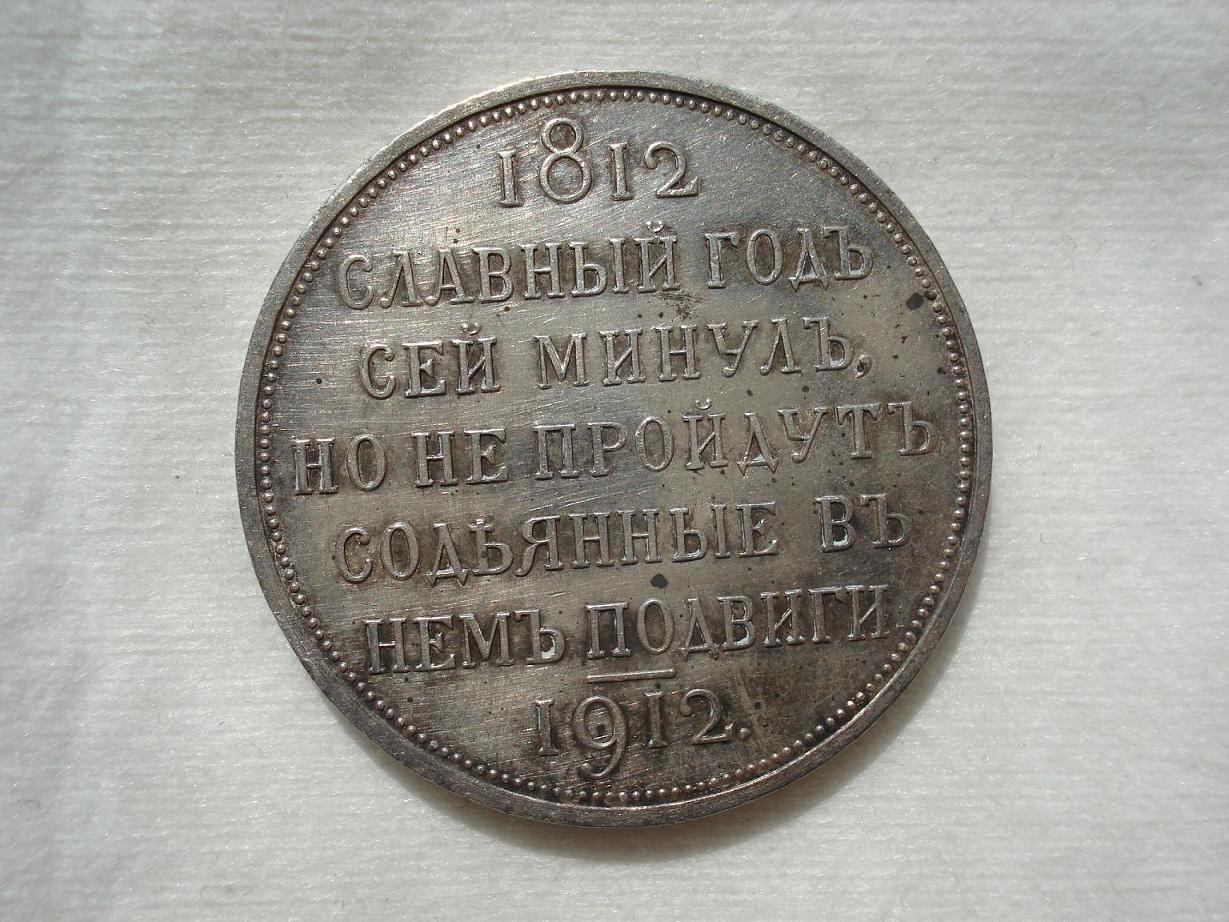 1812
СЛАВНЫЙ ГОДЪ
СЕЙ МИНУЛЪ,
НО НЕ ПРОЙДУТЪ
СОДѢЯННЫЕ ВЪ
НЕМЪ ПОДВИГИ
1912.